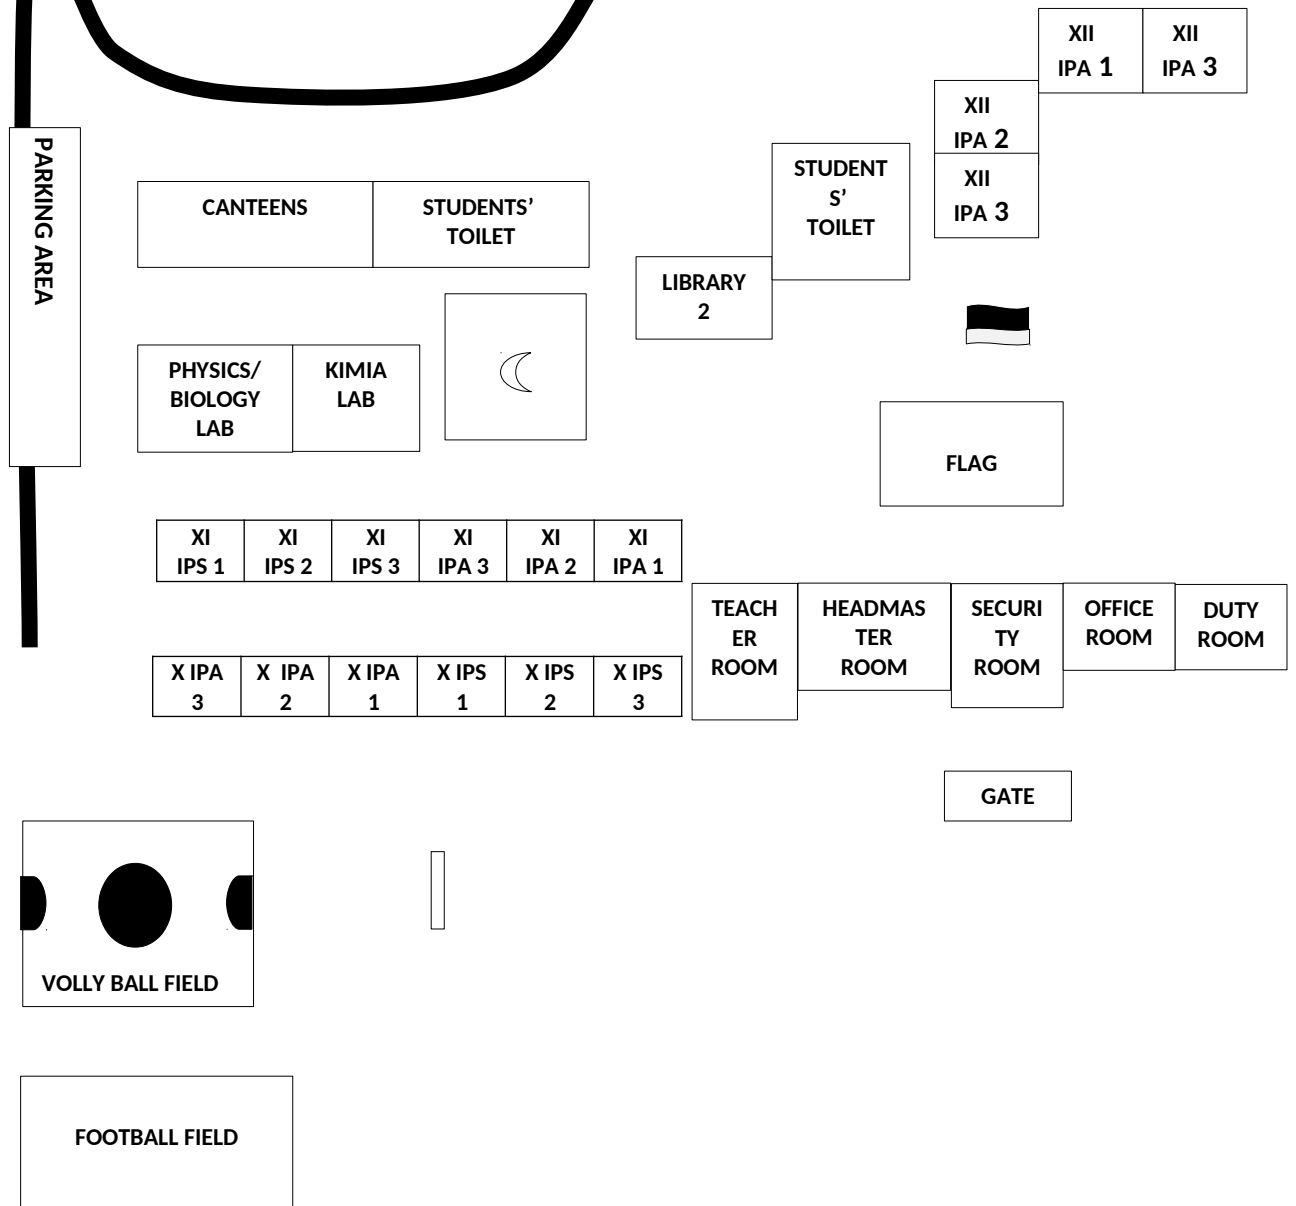 XII
IPA 1
XII
IPA 3
XII
IPA 2
XII
IPA 3
PARKING AREA
CANTEENS
STUDENTS’
TOILET
STUDENT
S’
TOILET
LIBRARY
2
PHYSICS/
BIOLOGY
LAB
KIMIA
LAB
FLAG
XI
IPS 1
XI
IPS 2
XI
IPS 3
XI
IPA 3
XI
IPA 2
XI
IPA 1
TEACH
ER
ROOM
HEADMAS
TER
ROOM
SECURI
TY
ROOM
OFFICE
ROOM
DUTY
ROOM
X IPA
3
X IPA
2
X IPA
1
X IPS
1
X IPS
2
X IPS
3
GATE
VOLLY BALL FIELD
FOOTBALL FIELD